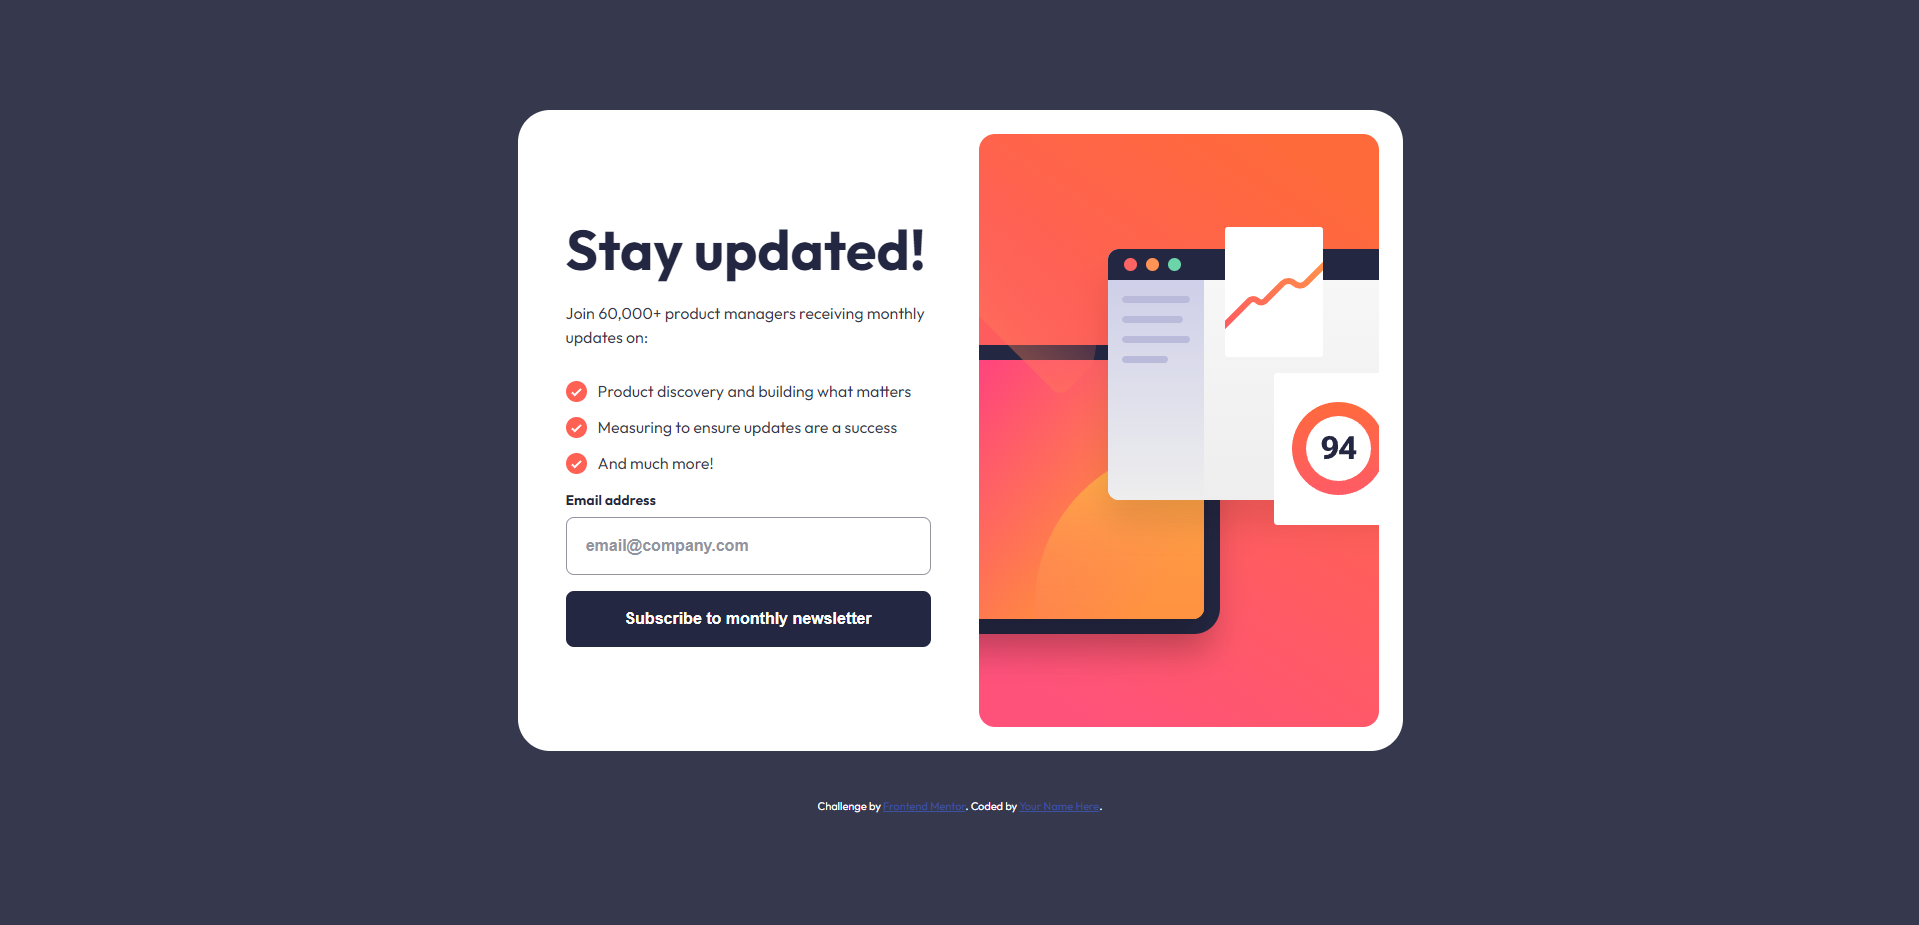 Stay updated!
Join 60,000+ product managers receiving monthly
updates on:
Product discovery and building what matters
Measuring to ensure updates are a success
And much more!
Email address
email@company.com
Subscribe to monthly newsletter
94
Challenge by Frontend Mentor. Coded by Your Name Here.